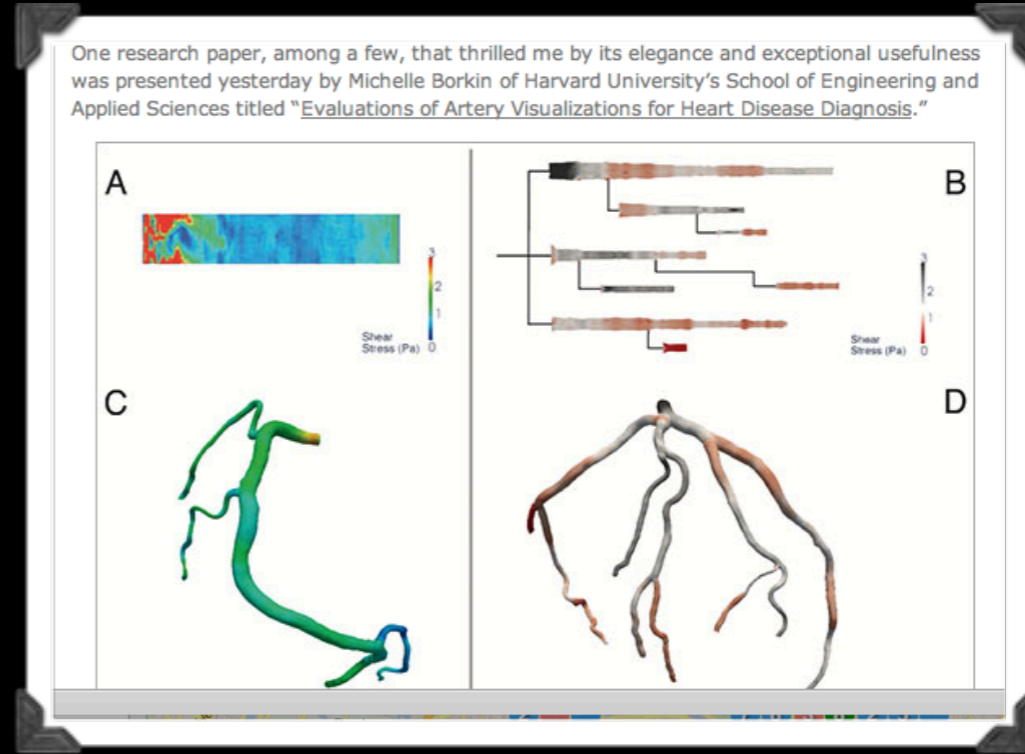 One research paper, among a few, that thrilled me by its elegance and exceptional usefulness
was presented yesterday by Michelle Borkin of Harvard University's School of Engineering and
Applied Sciences titled “Evaluations of Artery Visualizations for Heart Disease Diagnosis.”
A
3
2
1
0
Shear
Stress (Pa)
B
3
2
1
0
Shear
Stress (Pa)
C
D